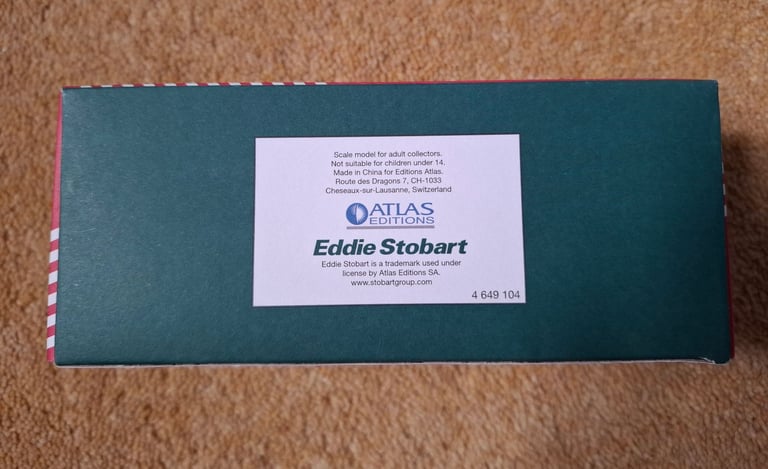 Scale model for adult collectors.
Not suitable for children under 14.
Made in China for Editions Atlas.
Route des Dragons 7, CH-1033
Cheseaux-sur-Lausanne, Switzerland
ATLAS
EDITIONS
Eddie Stobart
Eddie Stobart is a trademark used under
license by Atlas Editions SA.
www.stobartgroup.com
4 649 104